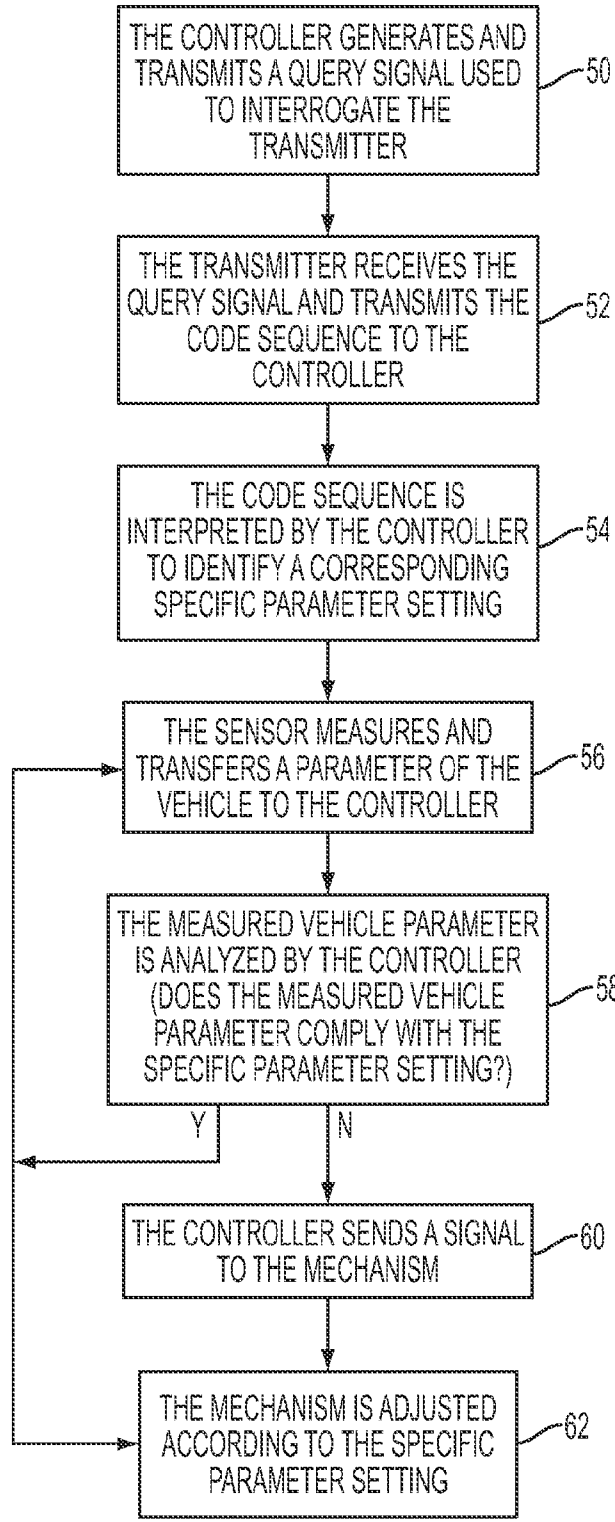 THE CONTROLLER GENERATES AND
TRANSMITS A QUERY SIGNAL USED
TO INTERROGATE THE
TRANSMITTER
50
THE TRANSMITTER RECEIVES THE
QUERY SIGNAL AND TRANSMITS THE
CODE SEQUENCE TO THE
CONTROLLER
52
THE CODE SEQUENCE IS
INTERPRETED BY THE CONTROLLER
TO IDENTIFY A CORRESPONDING
SPECIFIC PARAMETER SETTING
54
THE SENSOR MEASURES AND
TRANSFERS A PARAMETER OF THE
VEHICLE TO THE CONTROLLER
56
THE MEASURED VEHICLE PARAMETER
IS ANALYZED BY THE CONTROLLER
(DOES THE MEASURED VEHICLE
PARAMETER COMPLY WITH THE
SPECIFIC PARAMETER SETTING?)
58
Y
N
THE CONTROLLER SENDS A SIGNAL
TO THE MECHANISM
60
THE MECHANISM IS ADJUSTED
ACCORDING TO THE SPECIFIC
PARAMETER SETTING
62